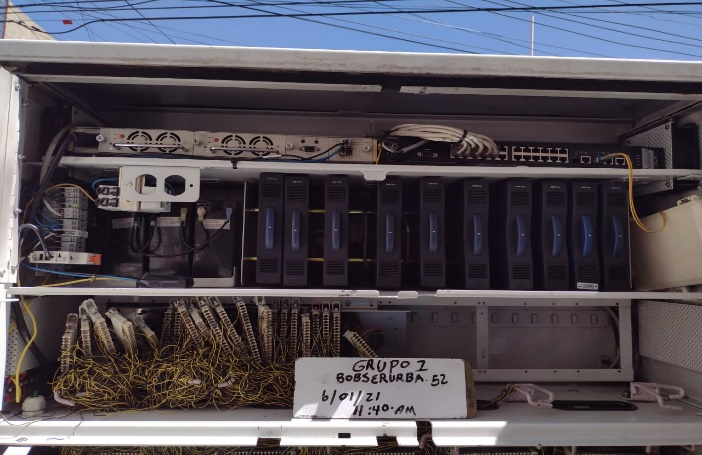 GRUPO 1
BOBSERURBA. 52
6/01/21
11:40-AM